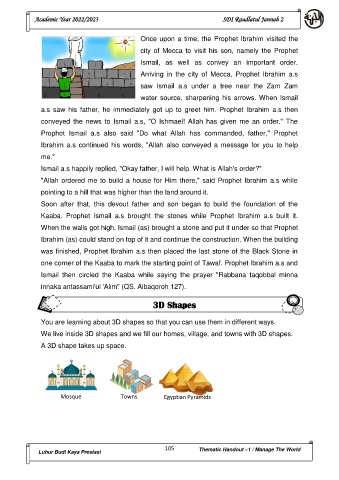 Academic Year 2022/2023
SDI Raudlatul Jannah 2
Once upon a time, the Prophet Ibrahim visited the
city of Mecca to visit his son, namely the Prophet
Ismail, as well as convey an important order.
Arriving in the city of Mecca, Prophet Ibrahim a.s
saw Ismail a.s under a tree near the Zam Zam
water source, sharpening his arrows. When Ismail
a.s saw his father, he immediately got up to greet him. Prophet Ibrahim a.s then
conveyed the news to Ismail a.s, "O Ishmael! Allah has given me an order." The
Prophet Ismail a.s also said "Do what Allah has commanded, father," Prophet
Ibrahim a.s continued his words, "Allah also conveyed a message for you to help
me."
Ismail a.s happily replied, "Okay father, I will help. What is Allah's order?"
"Allah ordered me to build a house for Him there," said Prophet Ibrahim a.s while
pointing to a hill that was higher than the land around it.
Soon after that, this devout father and son began to build the foundation of the
Kaaba. Prophet Ismail a.s brought the stones while Prophet Ibrahim a.s built it.
When the walls got high, Ismail (as) brought a stone and put it under so that Prophet
Ibrahim (as) could stand on top of it and continue the construction. When the building
was finished, Prophet Ibrahim a.s then placed the last stone of the Black Stone in
one corner of the Kaaba to mark the starting point of Tawaf. Prophet Ibrahim a.s and
Ismail then circled the Kaaba while saying the prayer "Rabbana taqobbal minna
innaka antassami'ul 'Alim" (QS. Albaqoroh 127).
3D Shapes
You are learning about 3D shapes so that you can use them in different ways.
We live inside 3D shapes and we fill our homes, village, and towns with 3D shapes.
A 3D shape takes up space.
Mosque
Towns
Egyptian Pyramids
Luhur Budi Kaya Prestasi
105
Thematic Handout –1 / Manage The World